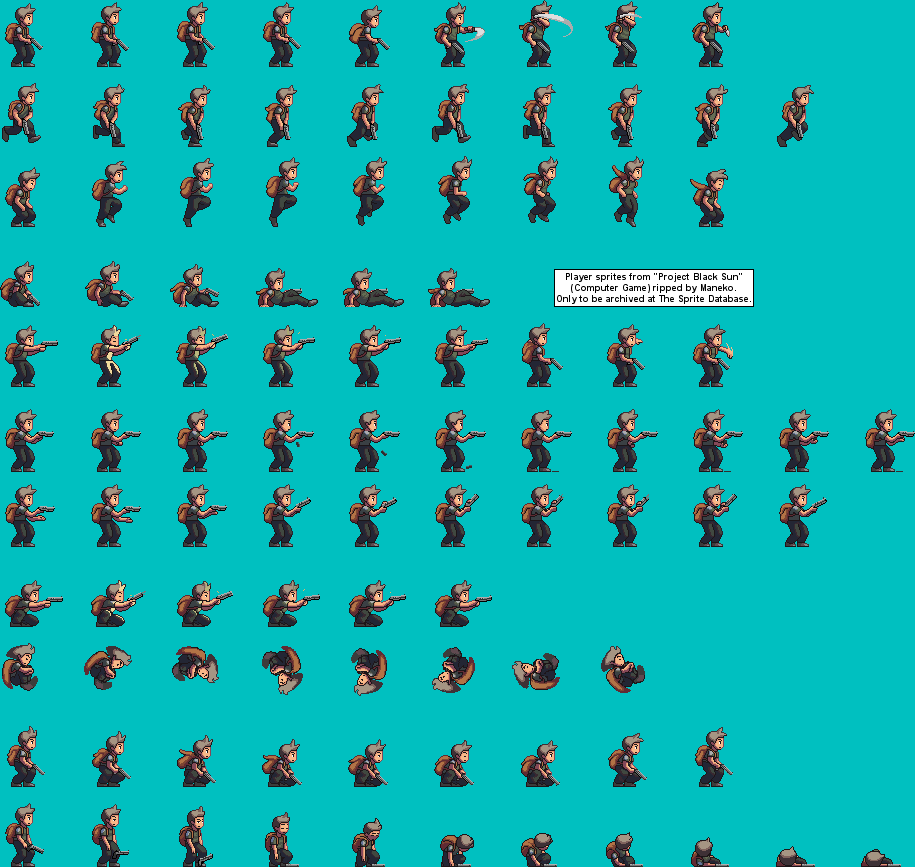 Player sprites from "Project Black Sun"
(Computer Game) ripped by Maneko.
Only to be archived at The Sprite Database.